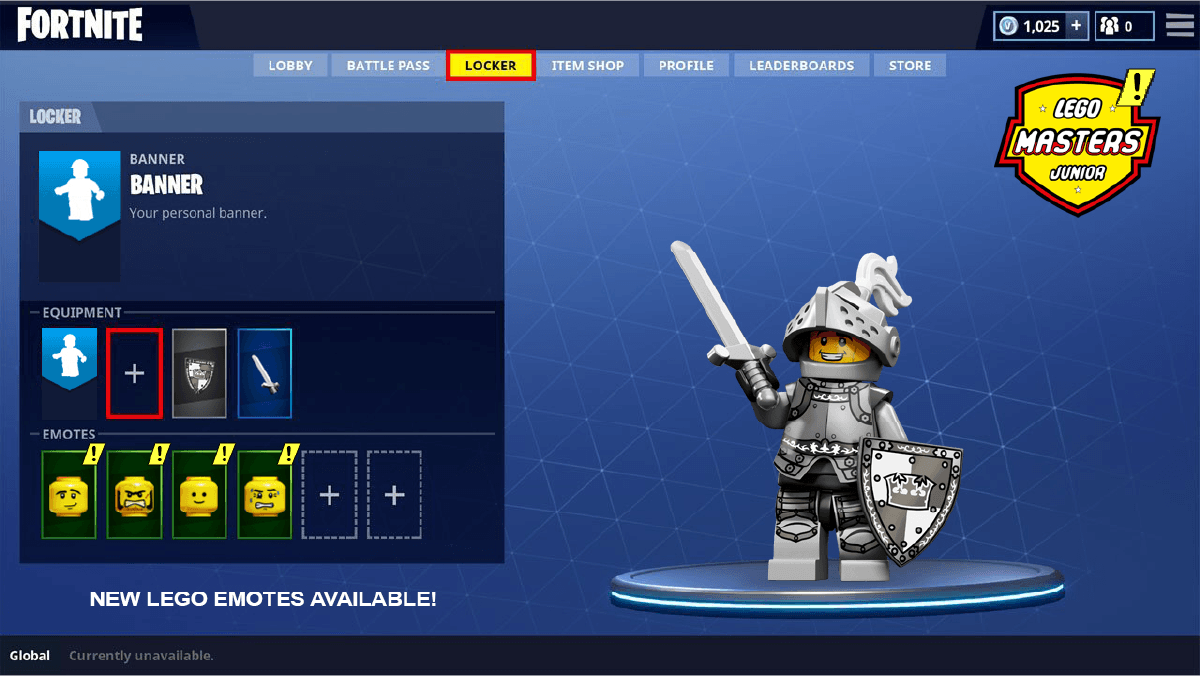 FORTNITE
1,025 +
0
LOBBY
BATTLE PASS
LOCKER
ITEM SHOP
PROFILE
LEADERBOARDS
STORE
!
LEGO
MASTERS
JUNIOR
LOCKER
BANNER
BANNER
Your personal banner.
EQUIPMENT
+
EMOTES
! ! ! !
+ +
NEW LEGO EMOTES AVAILABLE!
Global Currently unavailable.